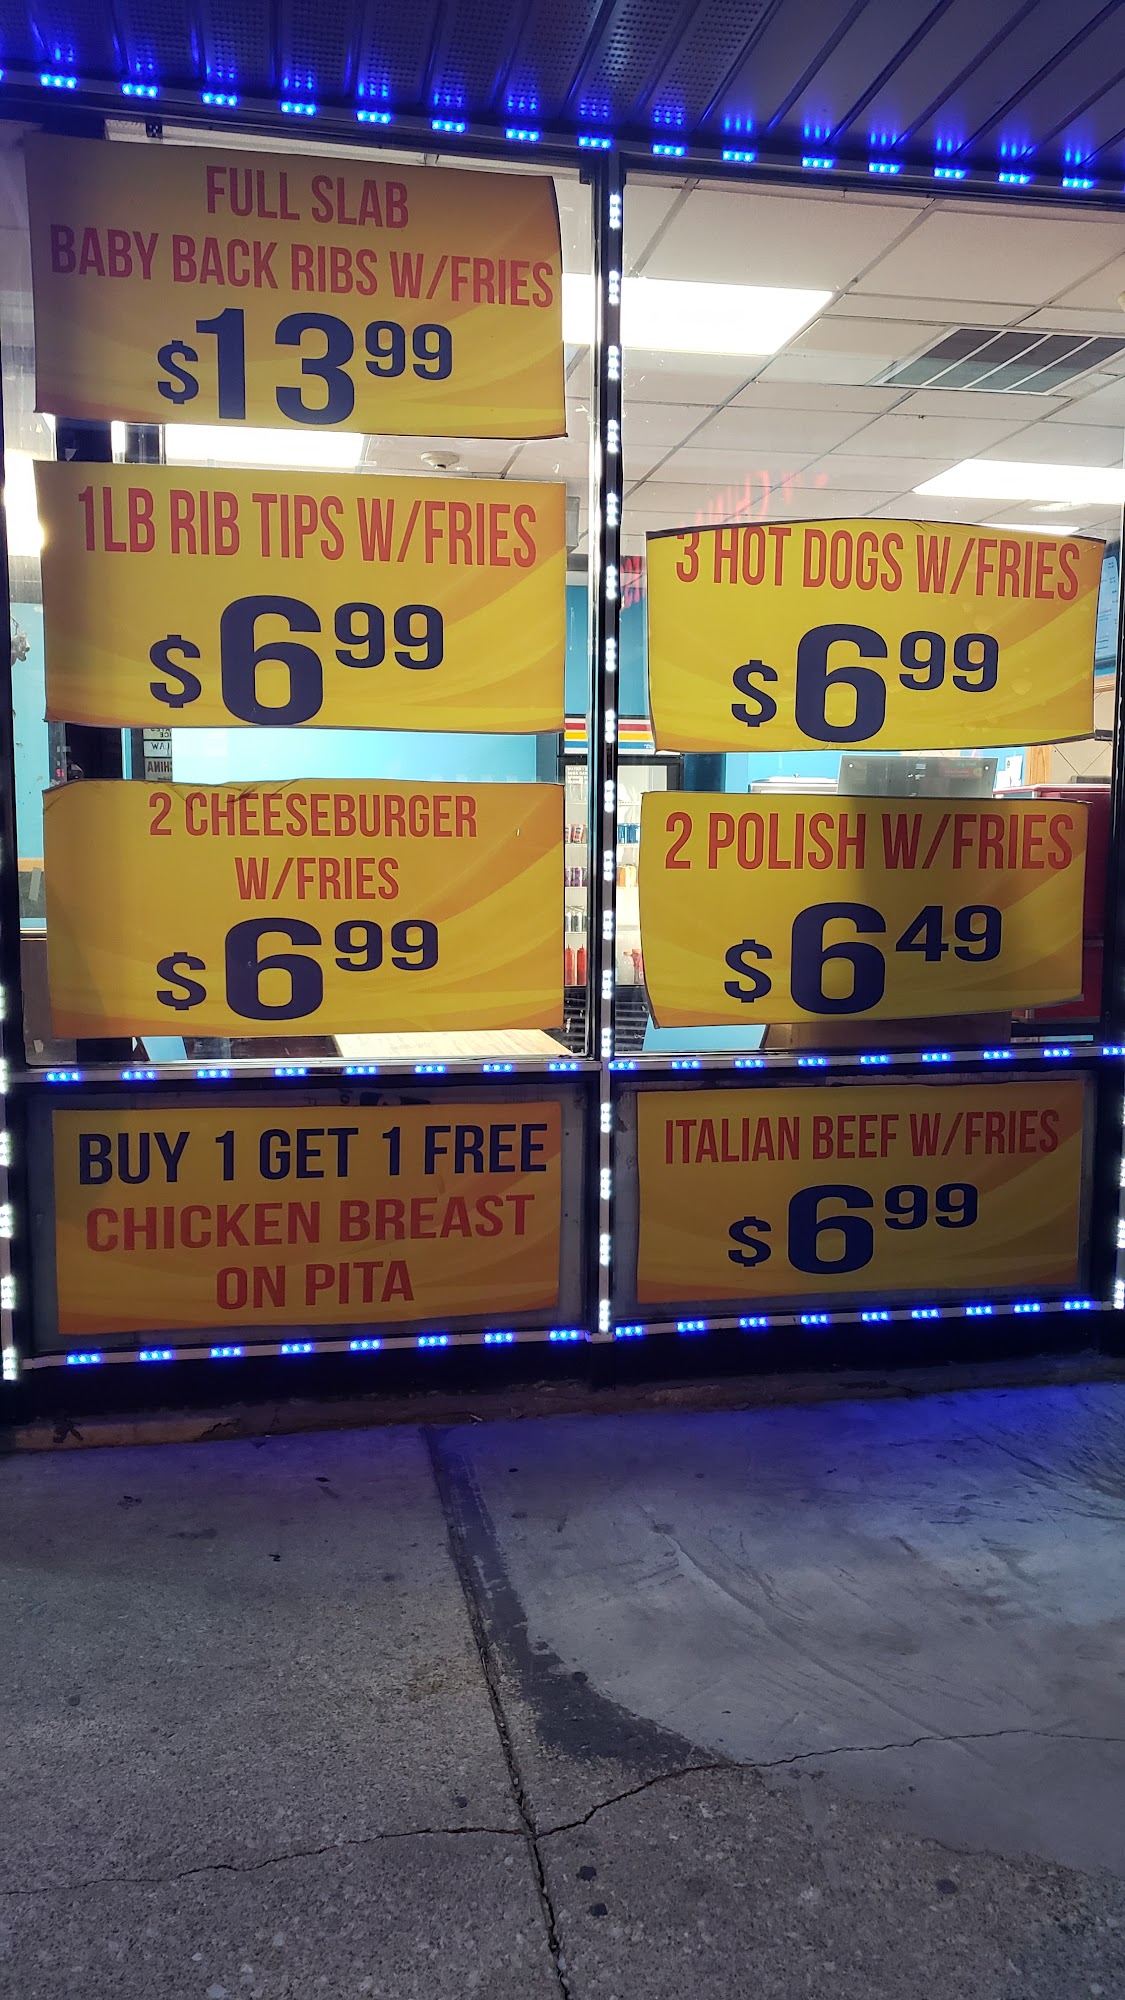 FULL SLAB
BABY BACK RIBS W/FRIES
$13 99
1LB RIB TIPS W/FRIES
$6 99
2 CHEESEBURGER
W/FRIES
$6 99
BUY 1 GET 1 FREE
CHICKEN BREAST
ON PITA
3 HOT DOGS W/FRIES
$6 99
2 POLISH W/FRIES
$6 49
ITALIAN BEEF W/FRIES
$6 99